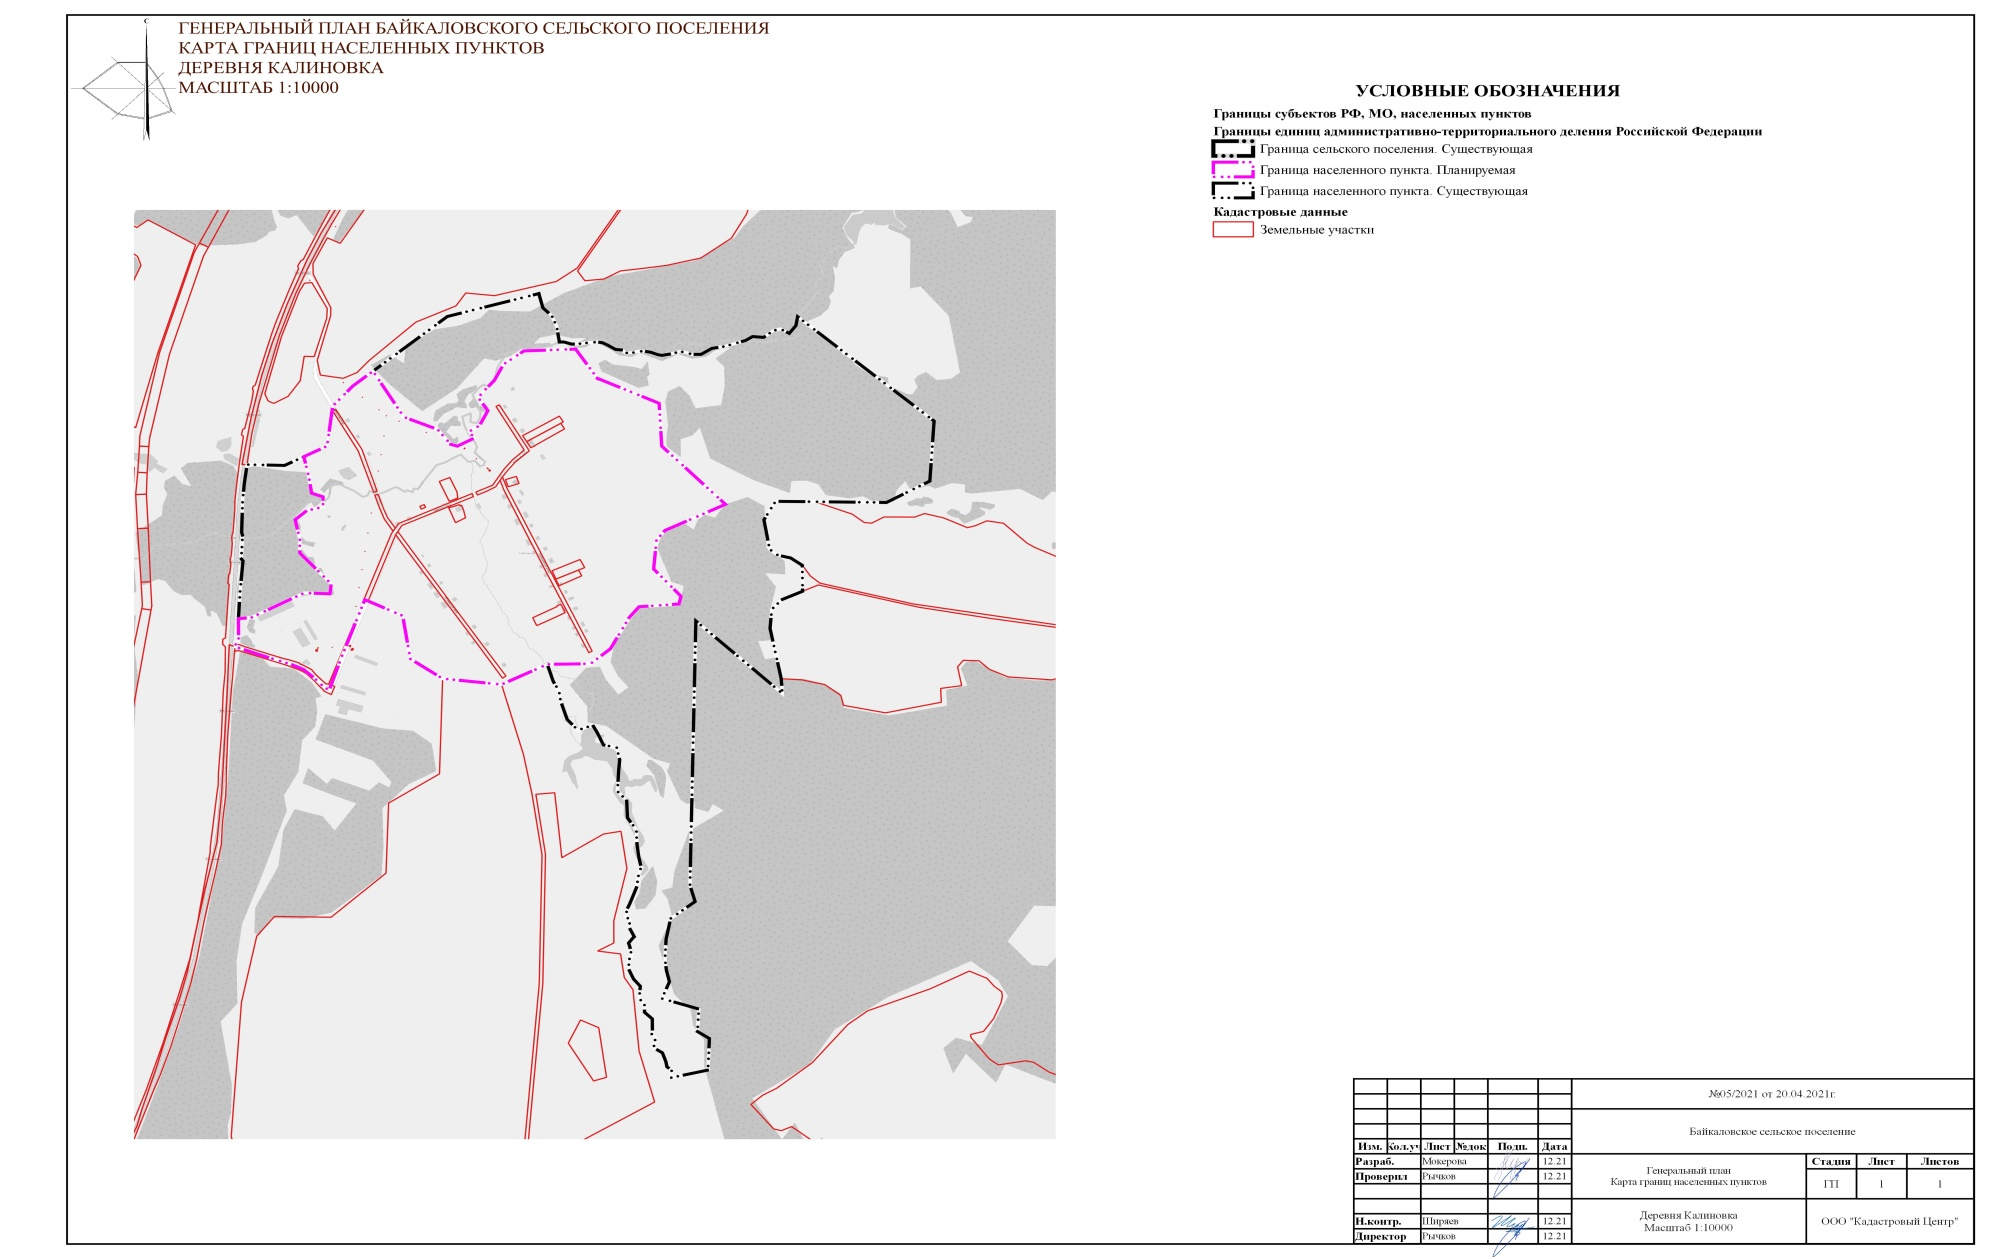 С
ГЕНЕРАЛЬНЫЙ ПЛАН БАЙКАЛОВСКОГО СЕЛЬСКОГО ПОСЕЛЕНИЯ
КАРТА ГРАНИЦ НАСЕЛЕННЫХ ПУНКТОВ
ДЕРЕВНЯ КАЛИНОВКА
МАСШТАБ 1:10000
УСЛОВНЫЕ ОБОЗНАЧЕНИЯ
Границы субъектов РФ, МО, населенных пунктов
Границы единиц административно-территориального деления Российской Федерации
Граница сельского поселения. Существующая
Граница населенного пункта. Планируемая
Граница населенного пункта. Существующая
Кадастровые данные
Земельные участки
№05/2021 от 20.04.2021г.
Байкаловское сельское поселение
Изм. Кол.уч Лист №док Подп. Дата
Разраб. Мокерова 12.21
Проверил Рычков 12.21
Н.контр. Ширяев 12.21
Директор Рычков 12.21
Генеральный план
Карта границ населенных пунктов
Стадия Лист Листов
ГП 1 1
Деревня Калиновка
Масштаб 1:10000
ООО "Кадастровый Центр"